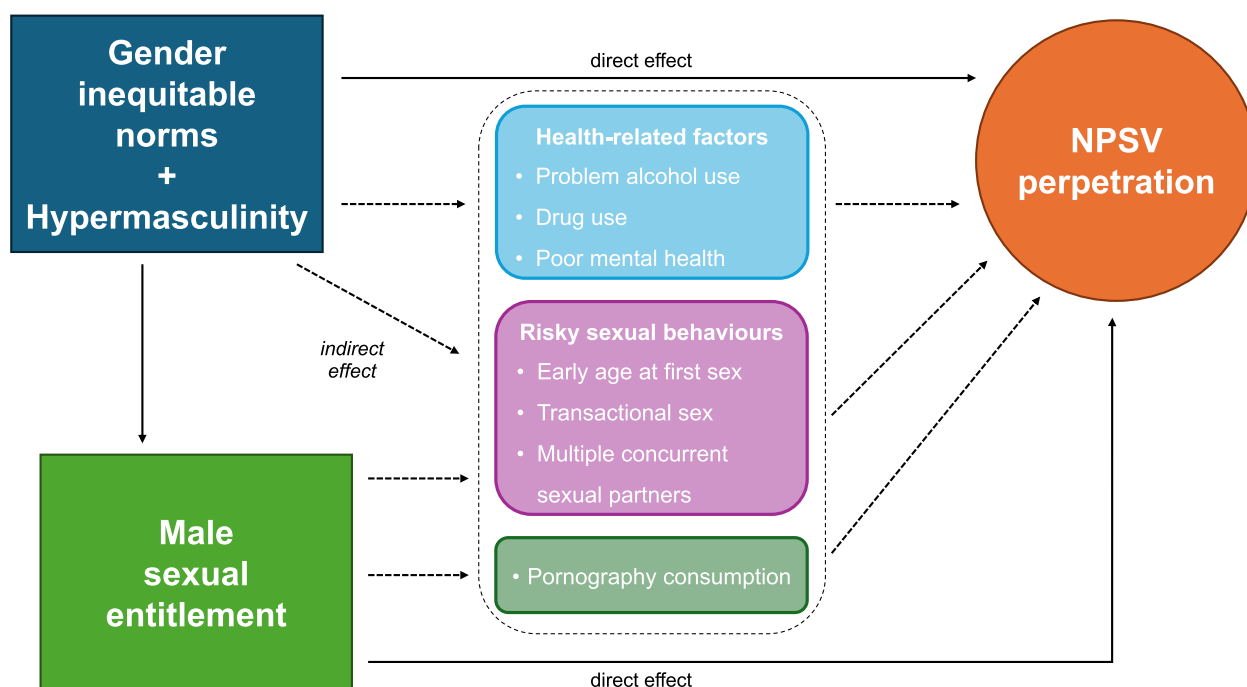 Gender
inequitable
norms
+
Hypermasculinity
direct effect
Health-related factors
• Problem alcohol use
• Drug use
• Poor mental health
NPSV
perpetration
indirect
effect
Risky sexual behaviours
• Early age at first sex
• Transactional sex
• Multiple concurrent
sexual partners
Male
sexual
entitlement
• Pornography consumption
direct effect